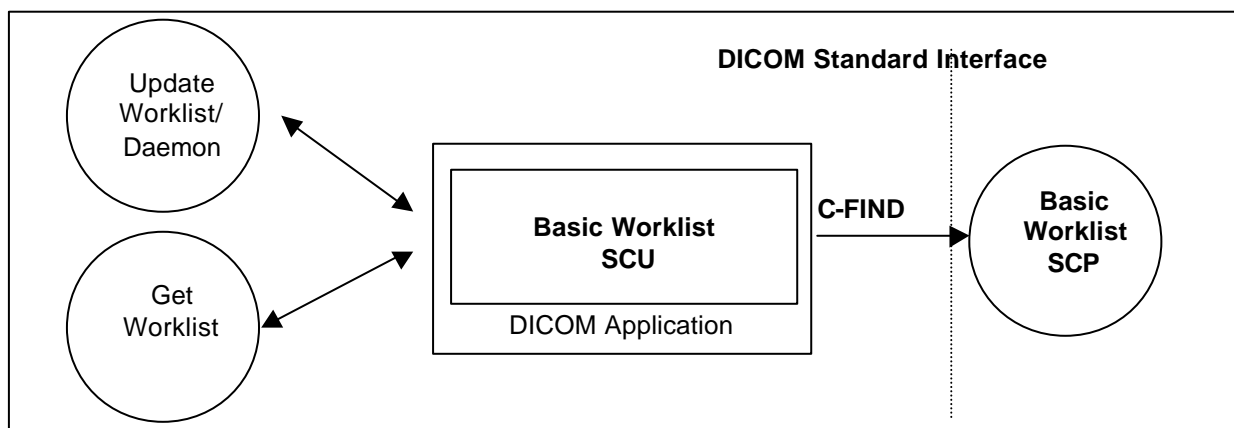 DICOM Standard Interface
Update
Worklist/
Daemon
Get
Worklist
Basic Worklist
SCU
DICOM Application
C-FIND
Basic
Worklist
SCP